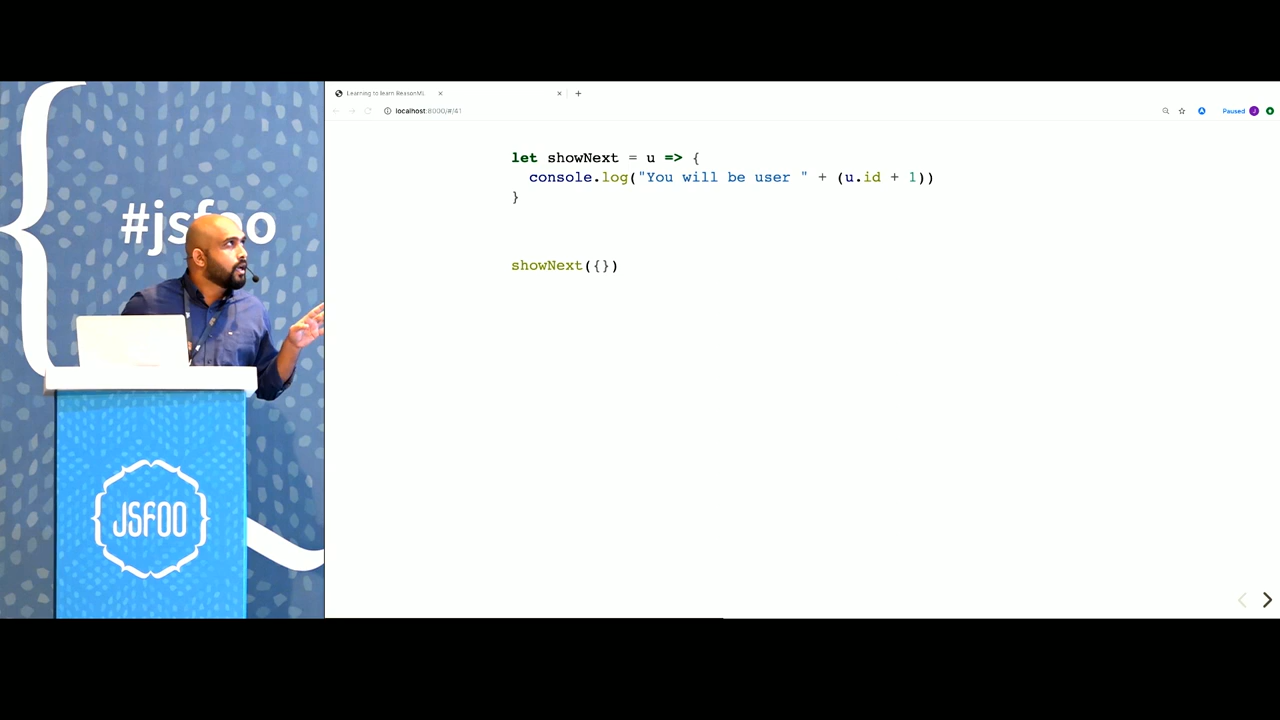 Learning to learn ReasonML
localhost:8000/#/41
Paused
J
let showNext = u => {
console.log("You will be user " + (u.id + 1))
}
showNext({})
#jsfoo
JSFOO